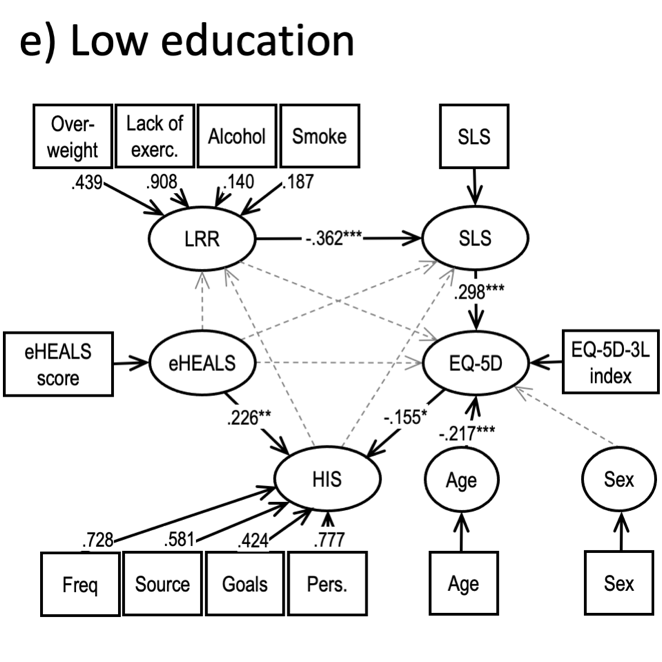 e) Low education
Over-
weight
Lack of
exerc.
Alcohol
Smoke
SLS
.439
.908
.140
.187
LRR
-.362***
SLS
.298***
eHEALS
score
eHEALS
EQ-5D
EQ-5D-3L
index
.226**
-.155*
-.217***
HIS
Age
Sex
.728
.581
.424
.777
Freq
Source
Goals
Pers.
Age
Sex